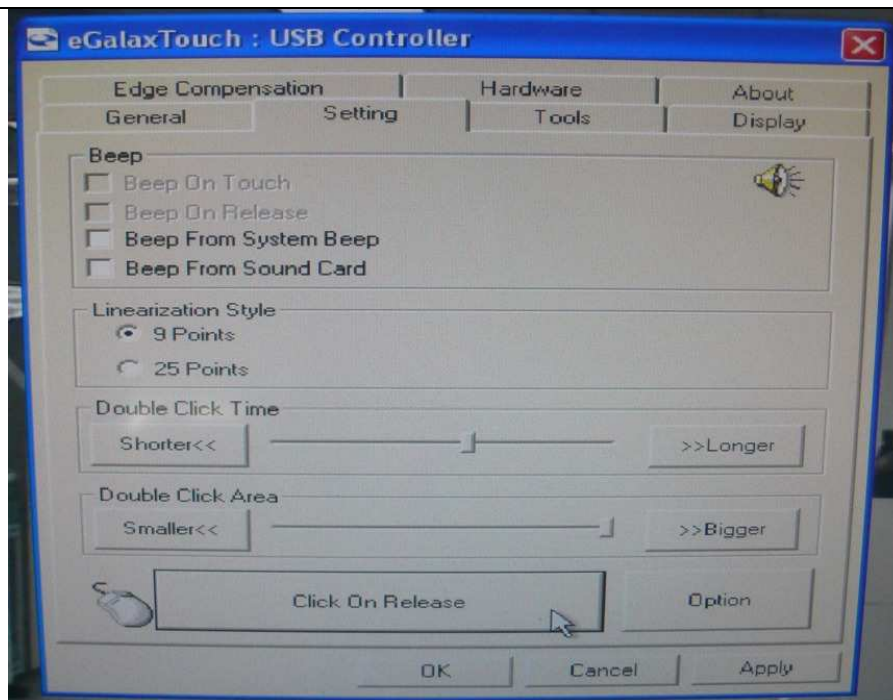 eGalaxTouch : USB Controller
Edge Compensation Hardware About
General Setting Tools Display
Beep
Beep On Touch
Beep On Release
Beep From System Beep
Beep From Sound Card
Linearization Style
9 Points
25 Points
Double Click Time
Shorter<< >>Longer
Double Click Area
Smaller<< >>Bigger
Click On Release Option
OK Cancel Apply